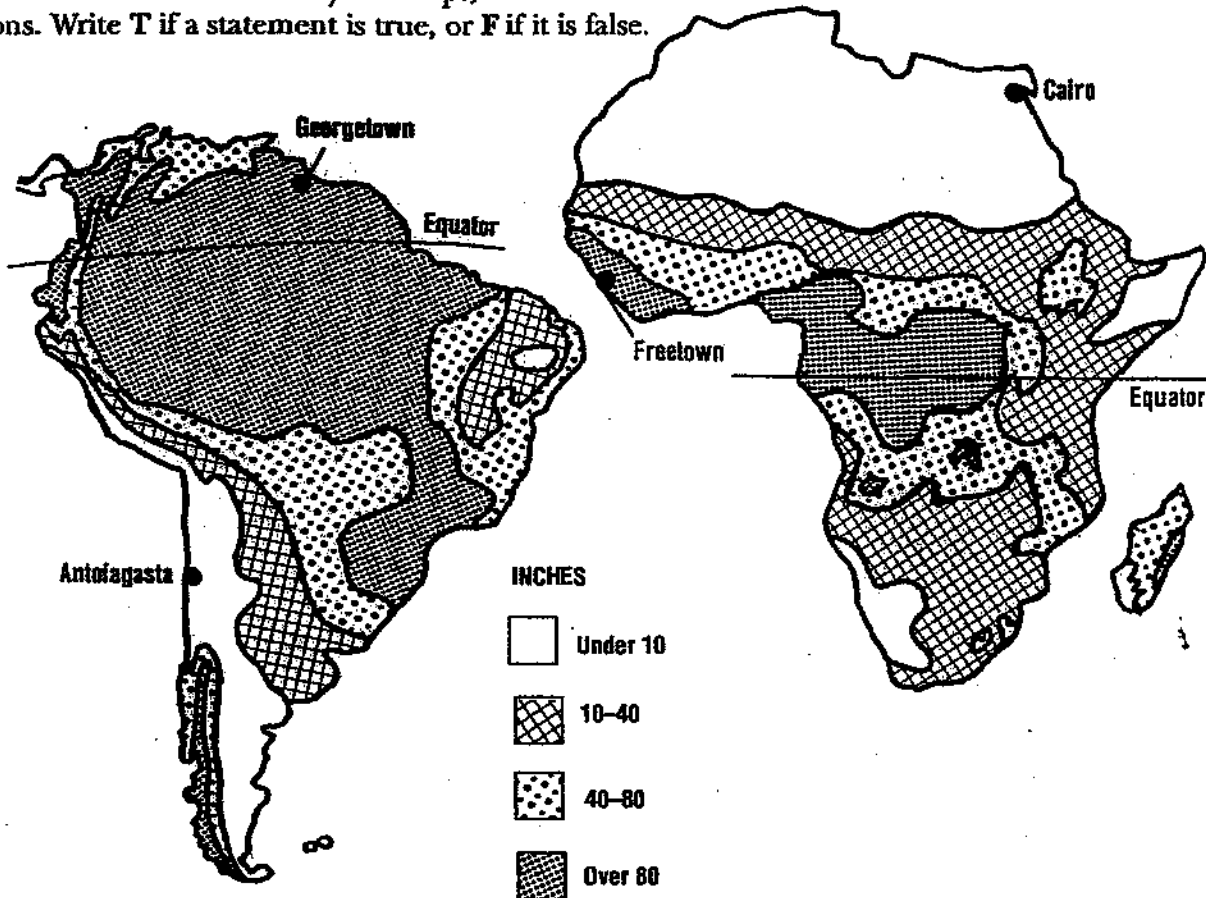 ons. Write T if a statement is true, or F if it is false.
Cairo
Georgetown
Equator
Freetown
Equator
Antofagasta
INCHES
Under 10
10–40
40–80
Over 80